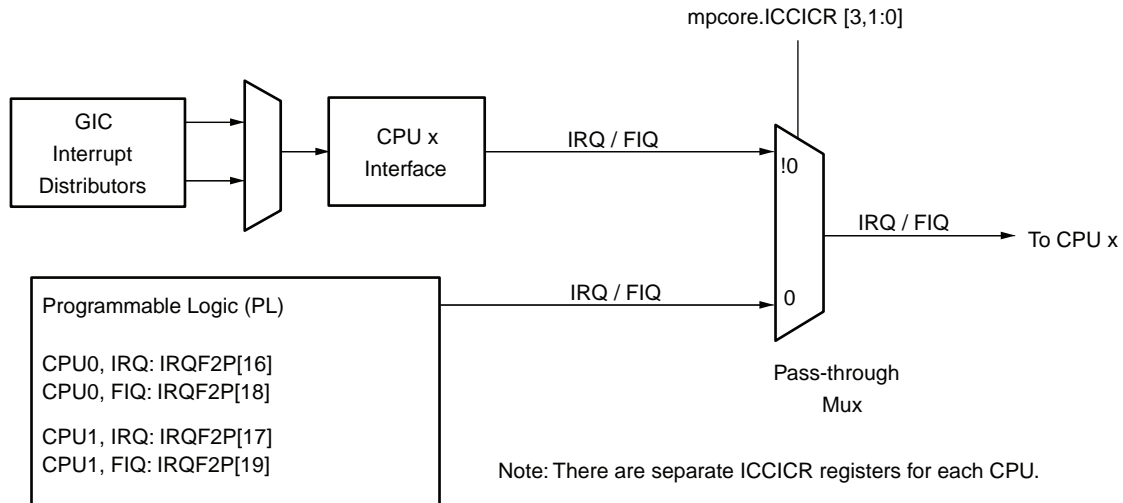 mpcore.ICCICR [3,1:0]
GIC
Interrupt
Distributors
CPU x
Interface
IRQ / FIQ
!0
IRQ / FIQ
To CPU x
Programmable Logic (PL)
IRQ / FIQ
0
CPU0, IRQ: IRQF2P[16]
CPU0, FIQ: IRQF2P[18]
CPU1, IRQ: IRQF2P[17]
CPU1, FIQ: IRQF2P[19]
Pass-through
Mux
Note: There are separate ICCICR registers for each CPU.